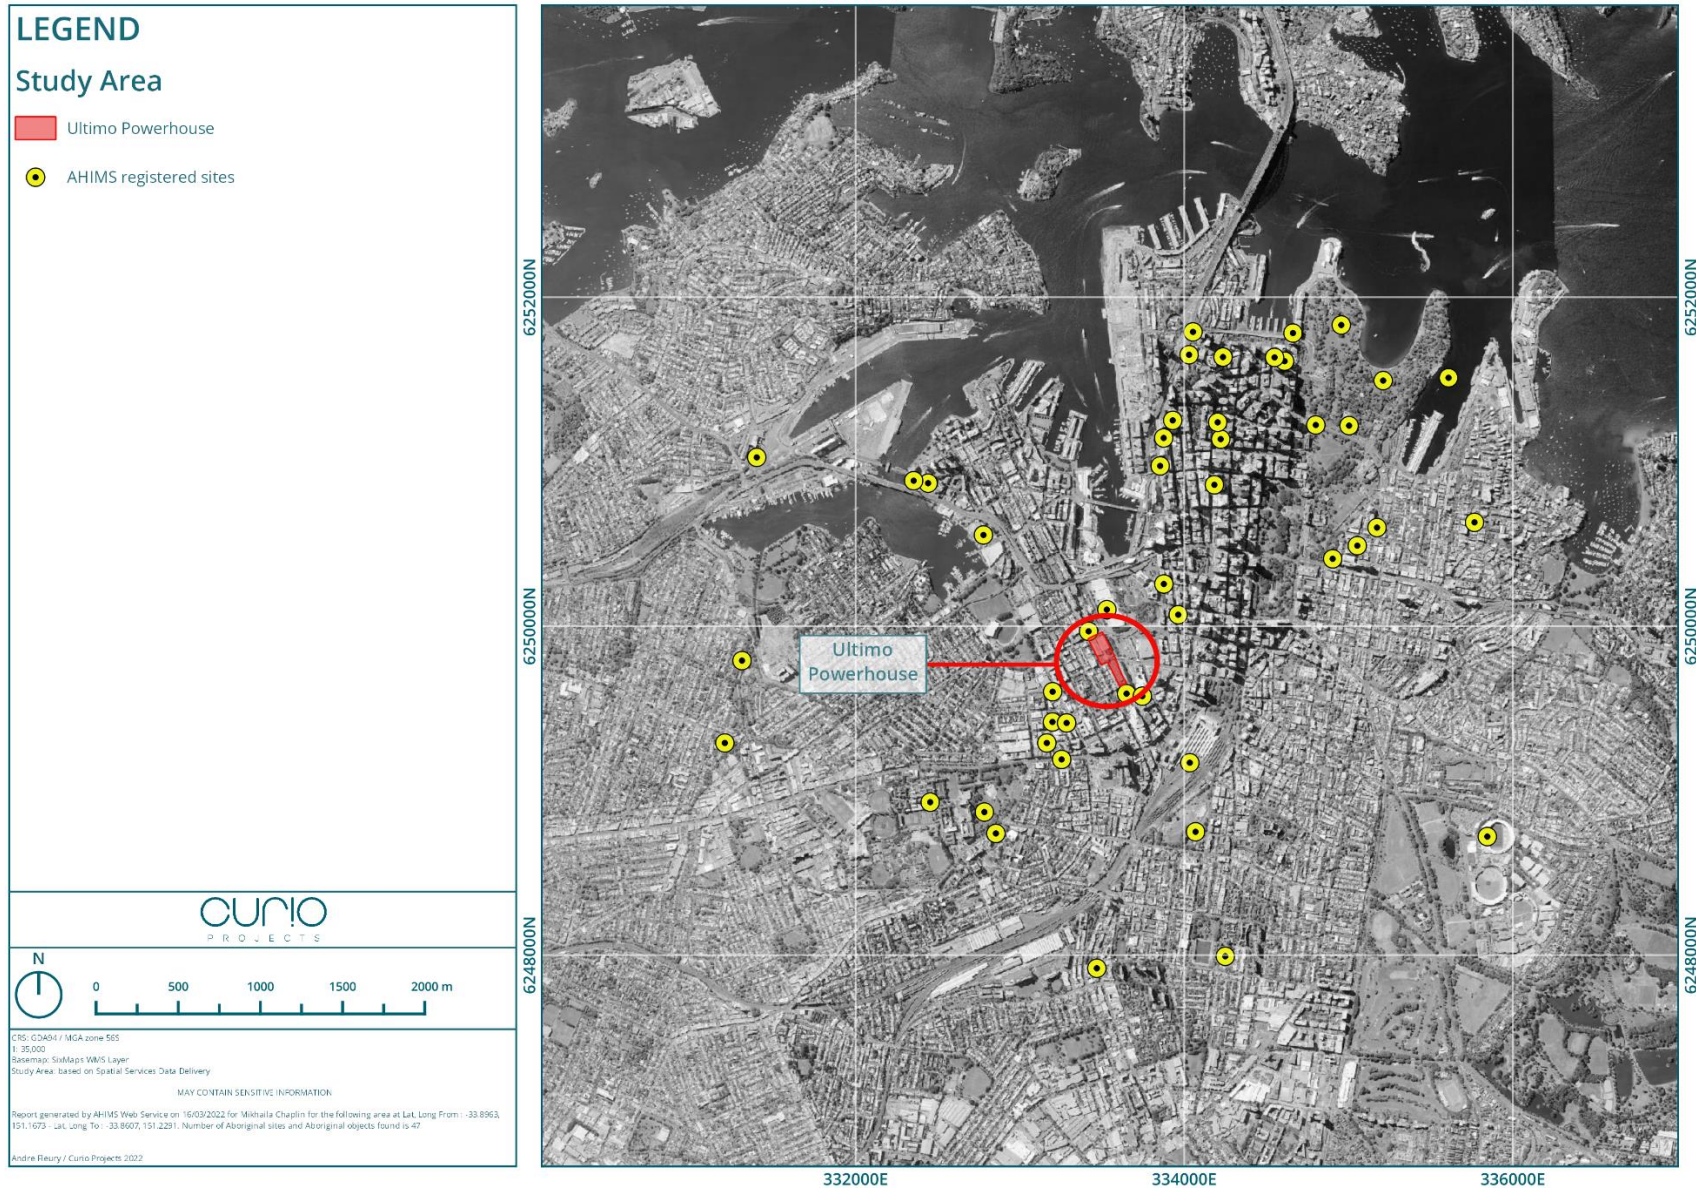 LEGEND
Study Area
Ultimo Powerhouse
AHIMS registered sites
CURIO
PROJECTS
N
0 500 1000 1500 2000 m
CRS: GDA94 / MGA zone 56S
1: 35,000
Basemap: SixMaps WMS Layer
Study Area: based on Spatial Services Data Delivery
MAY CONTAIN SENSITIVE INFORMATION
Report generated by AHIMS Web Service on 16/03/2022 for Mikhaila Chaplin for the following area at Lat, Long From : -33.8963,
151.1673 - Lat, Long To : -33.8607, 151.2291. Number of Aboriginal sites and Aboriginal objects found is 47
Andre Fleury / Curio Projects 2022
6252000N
6250000N
6248000N
Ultimo
Powerhouse
6252000N
6250000N
6248000N
332000E 334000E 336000E